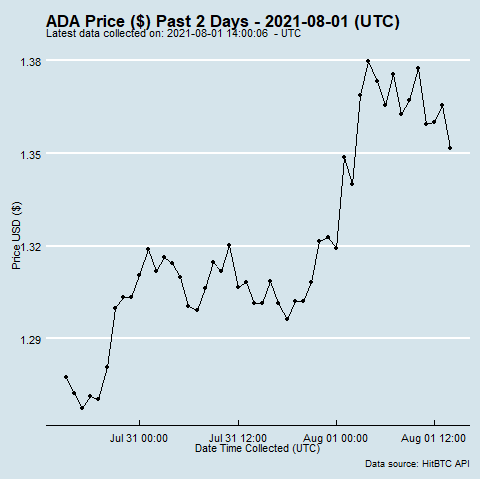 ADA Price ($) Past 2 Days - 2021-08-01 (UTC)
Latest data collected on: 2021-08-01 14:00:06 - UTC
1.38
1.35
1.32
1.29
Price USD ($)
Jul 31 00:00 Jul 31 12:00 Aug 01 00:00 Aug 01 12:00
Date Time Collected (UTC)
Data source: HitBTC API